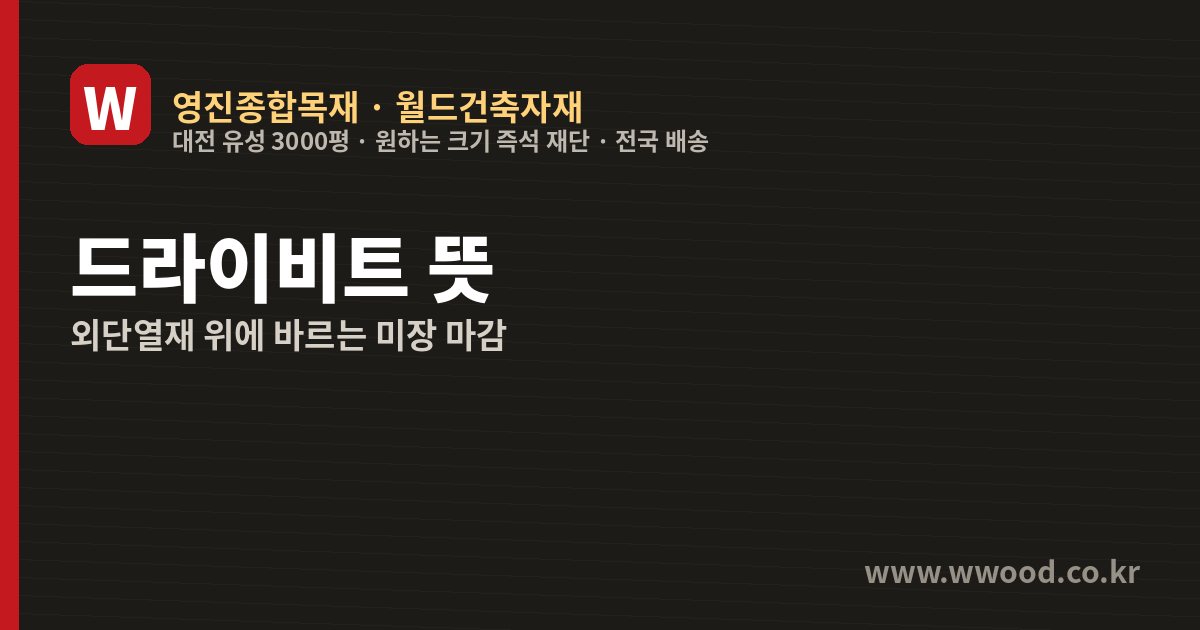 W
영진종합목재 · 월드건축자재
대전 유성 3000평 · 원하는 크기 즉석 재단 · 전국 배송
드라이비트 뜻
외단열재 위에 바르는 미장 마감
www.wwood.co.kr